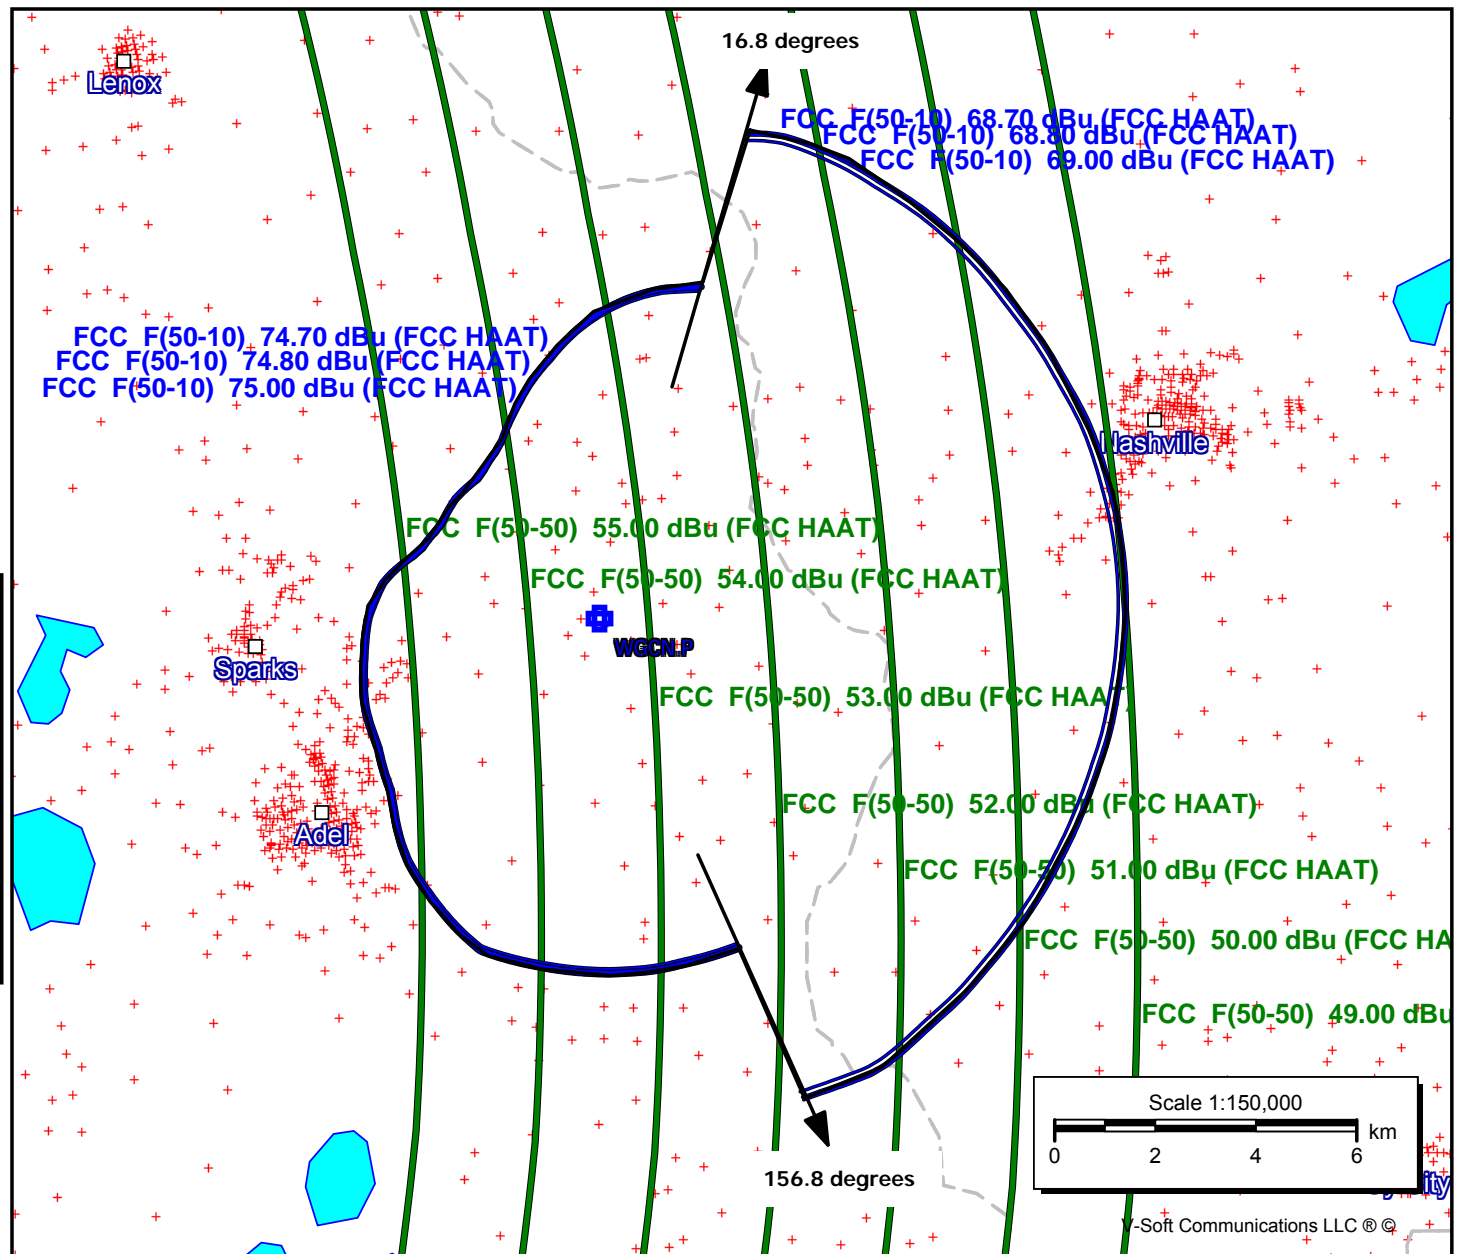 16.8 degrees
Lenox
FCC F(50-10) 68.70 dBu (FCC HAAT)
FCC F(50-10) 68.80 dBu (FCC HAAT)
FCC F(50-10) 69.00 dBu (FCC HAAT)
FCC F(50-10) 74.70 dBu (FCC HAAT)
FCC F(50-10) 74.80 dBu (FCC HAAT)
FCC F(50-10) 75.00 dBu (FCC HAAT)
Nashville
FCC F(50-50) 55.00 dBu (FCC HAAT)
FCC F(50-50) 54.00 dBu (FCC HAAT)
WGCN.P
Sparks
FCC F(50-50) 53.00 dBu (FCC HAAT)
FCC F(50-50) 52.00 dBu (FCC HAAT)
Adel
FCC F(50-50) 51.00 dBu (FCC HAAT)
FCC F(50-50) 50.00 dBu (FCC HA
FCC F(50-50) 49.00 dBu
Scale 1:150,000
km
0 2 4 6
156.8 degrees
V-Soft Communications LLC ® ©